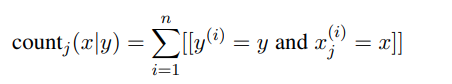 count_j(x|y) = \sum_{i=1}^{n} [[y^{(i)} = y and x_j^{(i)} = x]]